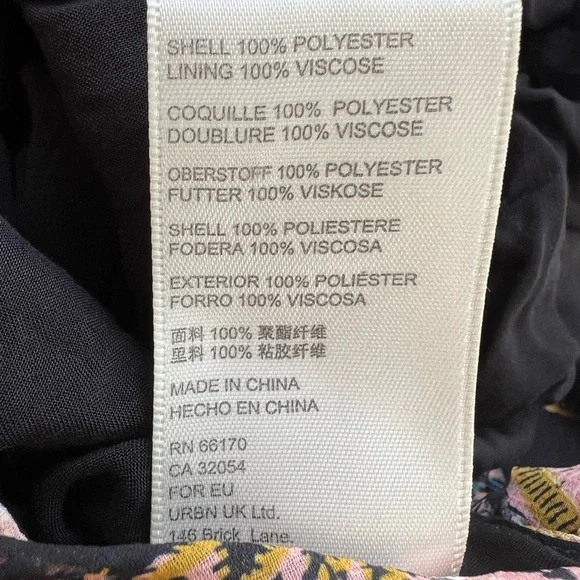 SHELL 100% POLYESTER
LINING 100% VISCOSE
COQUILLE 100% POLYESTER
DOUBLURE 100% VISCOSE
OBERSTOFF 100% POLYESTER
FUTTER 100% VISKOSE
SHELL 100% POLIESTERE
FODERA 100% VISCOSA
EXTERIOR 100% POLIÉSTER
FORRO 100% VISCOSA
面料 100% 聚酯纤维
里料 100% 粘胶纤维
MADE IN CHINA
HECHO EN CHINA
RN 66170
CA 32054
FOR EU
URBN UK Ltd.
146 Brick Lane.